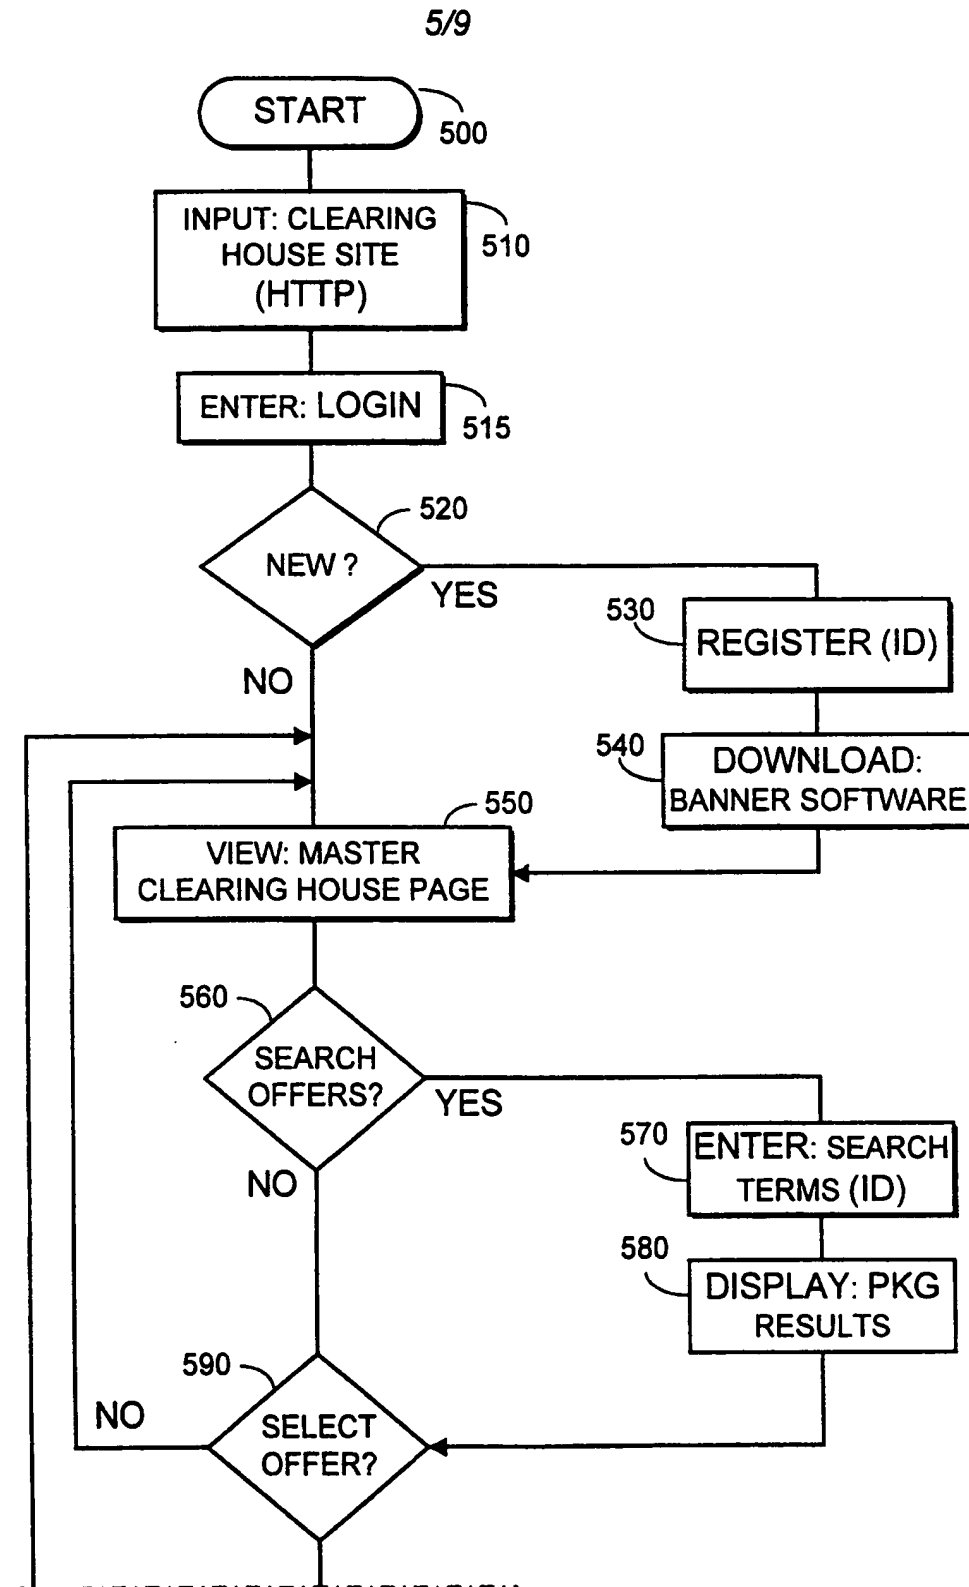 5/9
START
500
INPUT: CLEARING
HOUSE SITE
(HTTP)
510
ENTER: LOGIN
515
520
NEW ?
YES
530
REGISTER (ID)
NO
540
DOWNLOAD:
BANNER SOFTWARE
550
VIEW: MASTER
CLEARING HOUSE PAGE
560
SEARCH
OFFERS?
YES
570
ENTER: SEARCH
TERMS (ID)
NO
580
DISPLAY: PKG
RESULTS
590
NO
SELECT
OFFER?